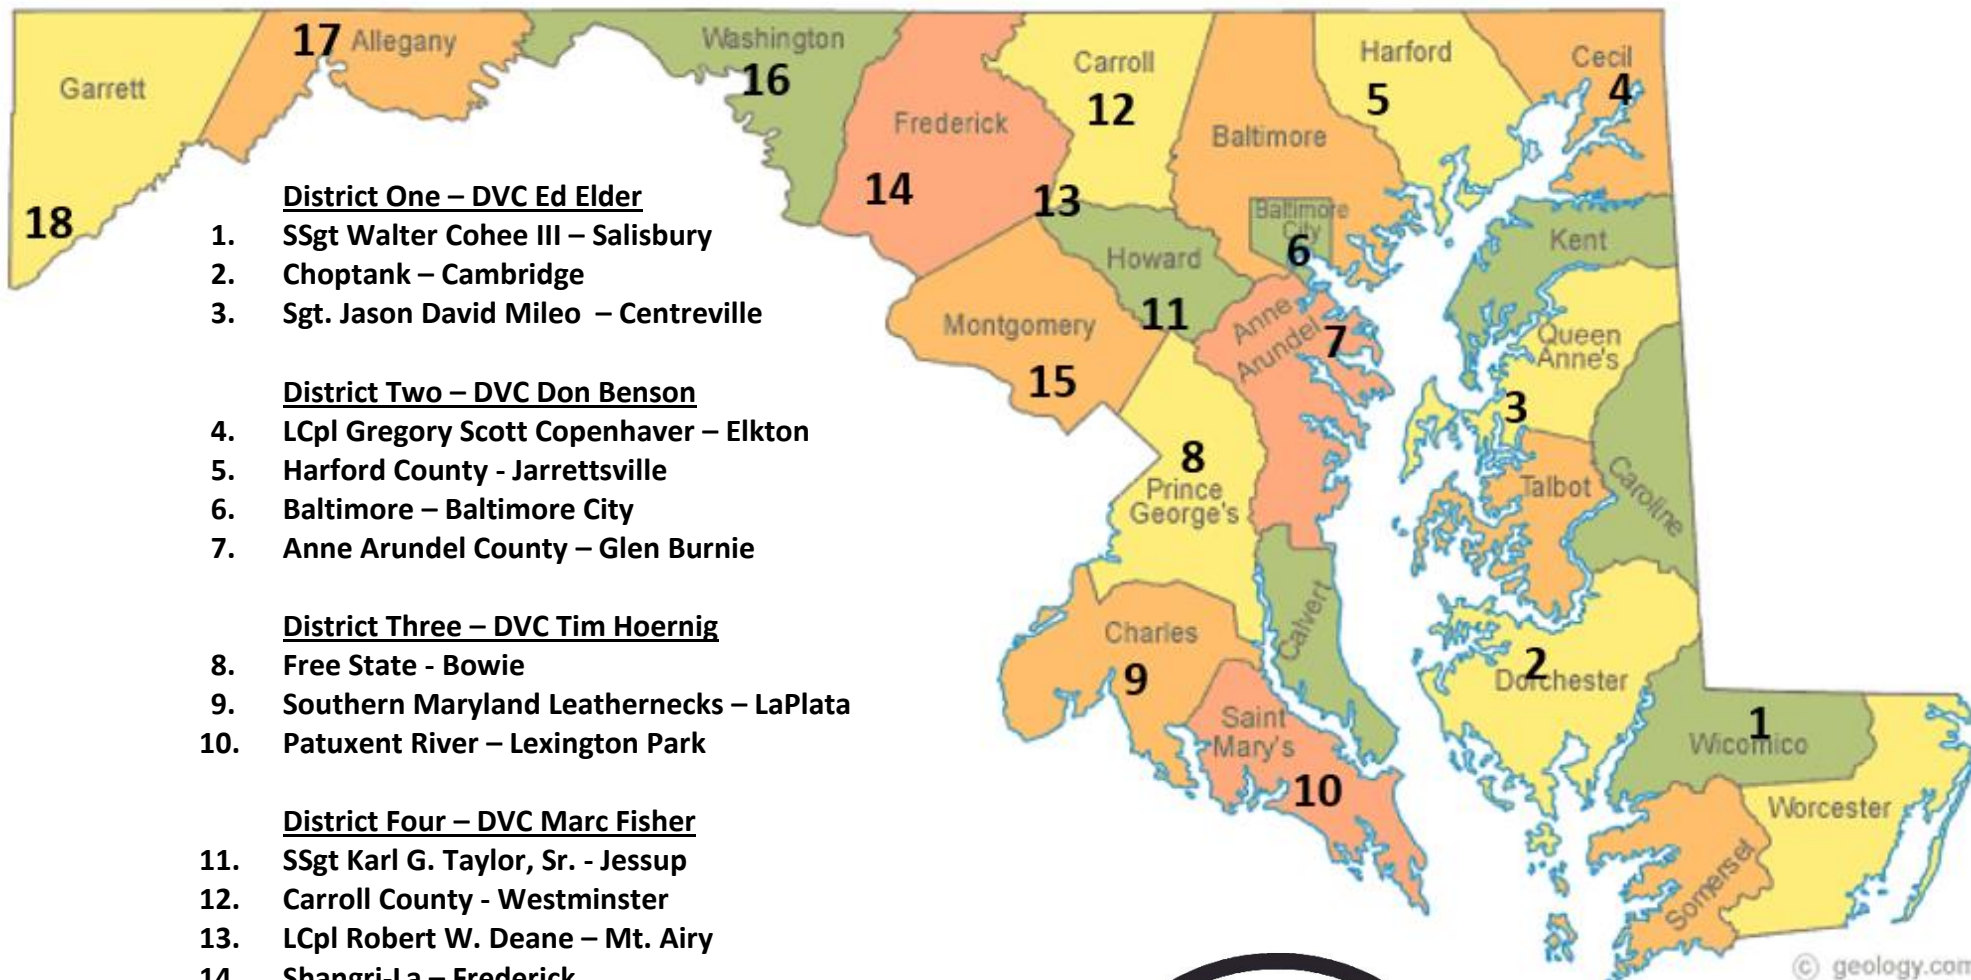 17 Allegany
Washington
16
Garrett
18
Frederick
14
Carroll
12
13
Baltimore
Harford
5
Cecil
4
Baltimore
City
6
Kent
Howard
11
Montgomery
15
Anne
Arundel
7
Queen
Anne's
3
8
Prince
George's
Talbot
Caroline
Charles
9
Calvert
Saint
Mary's
10
2
Dorchester
1
Wicomico
Worcester
Somerset
District One – DVC Ed Elder
1. SSgt Walter Cohee III – Salisbury
2. Choptank – Cambridge
3. Sgt. Jason David Mileo – Centreville
District Two – DVC Don Benson
4. LCpl Gregory Scott Copenhaver – Elkton
5. Harford County - Jarrettsville
6. Baltimore – Baltimore City
7. Anne Arundel County – Glen Burnie
District Three – DVC Tim Hoernig
8. Free State - Bowie
9. Southern Maryland Leathernecks – LaPlata
10. Patuxent River – Lexington Park
District Four – DVC Marc Fisher
11. SSgt Karl G. Taylor, Sr. - Jessup
12. Carroll County - Westminster
13. LCpl Robert W. Deane – Mt. Airy
14. Shangri-La – Frederick
© geology.com